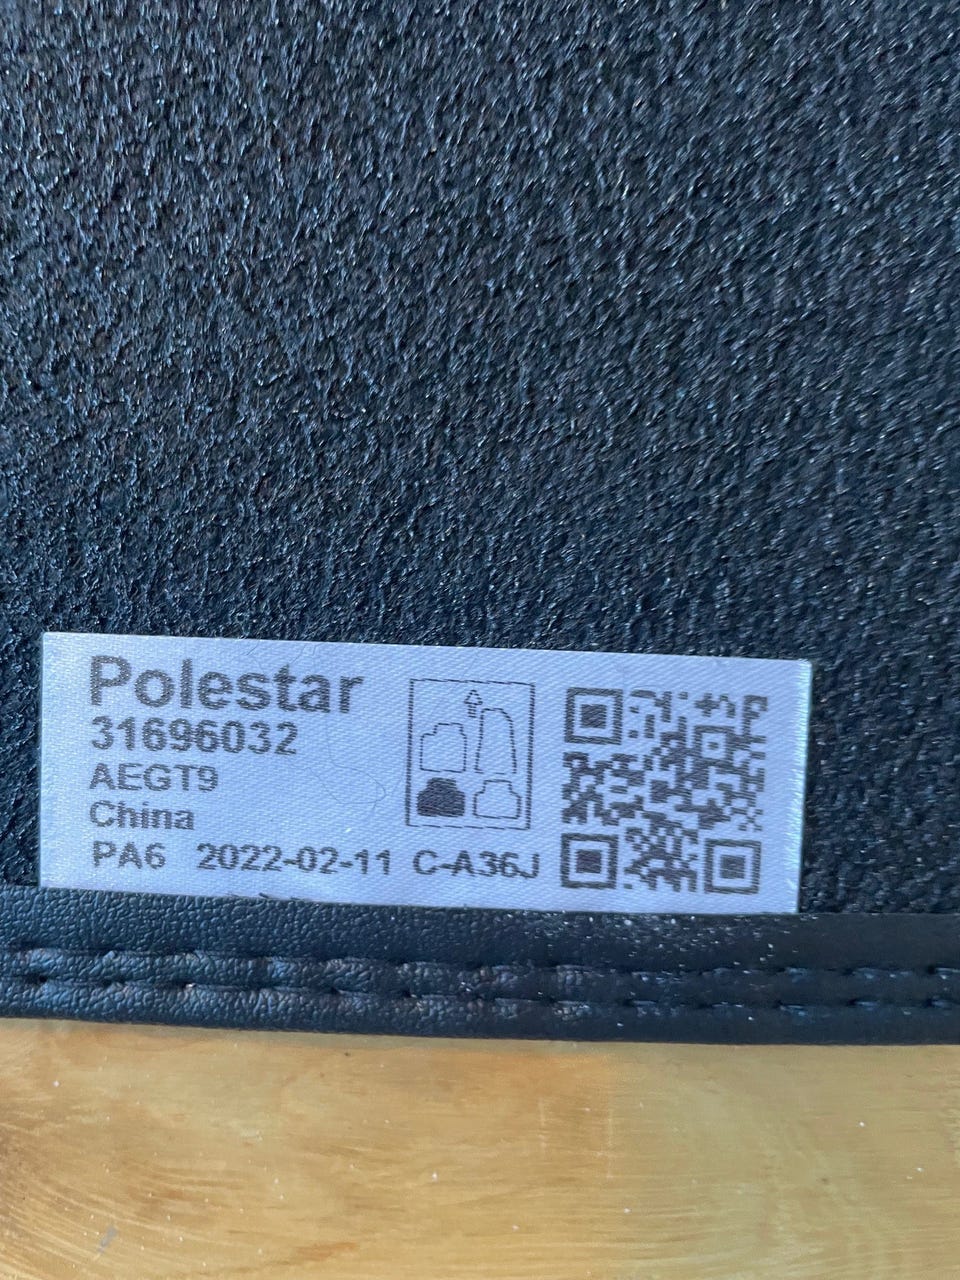 Polestar
31696032
AEGT9
China
PA6 2022-02-11 C-A36J